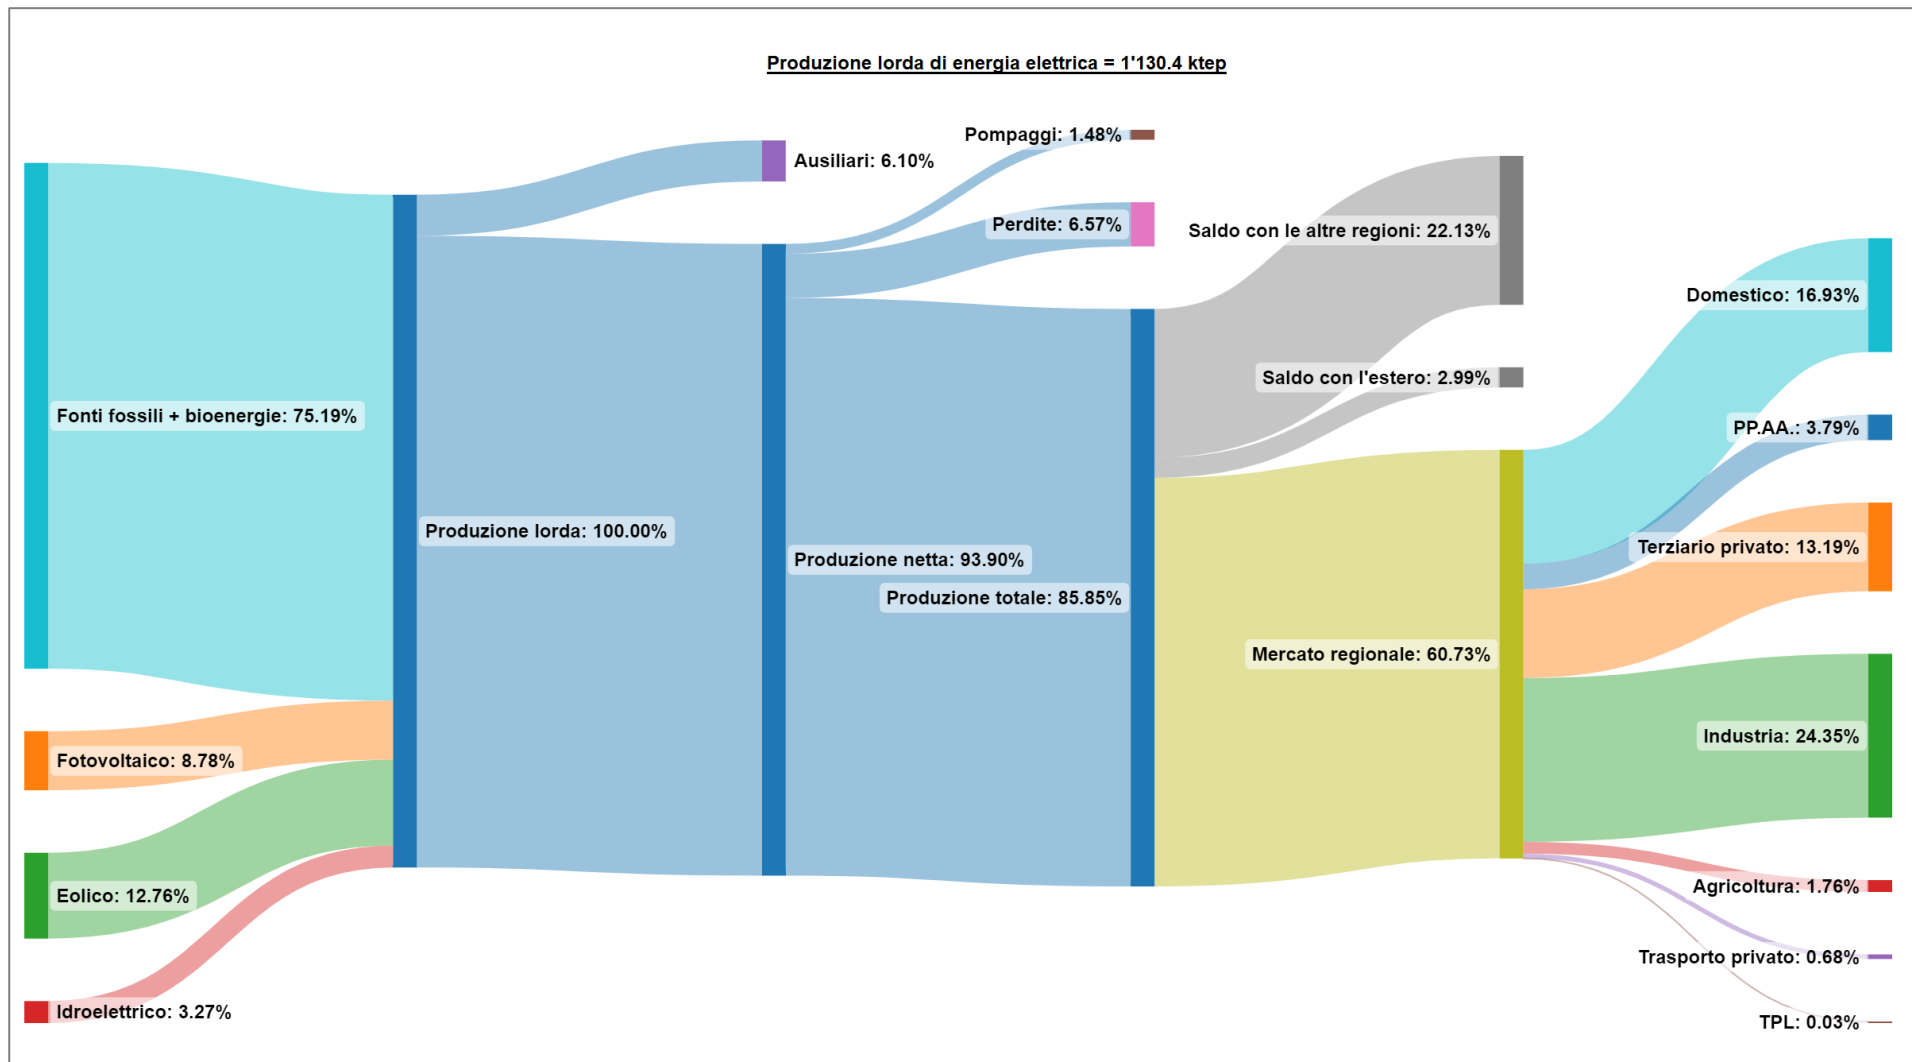 Produzione lorda di energia elettrica = 1'130.4 ktep
Pompaggi: 1.48%
Ausiliari: 6.10%
Perdite: 6.57%
Saldo con le altre regioni: 22.13%
Domestico: 16.93%
Saldo con l'estero: 2.99%
Fonti fossili + bioenergie: 75.19%
PP.AA.: 3.79%
Produzione lorda: 100.00%
Terziario privato: 13.19%
Produzione netta: 93.90%
Produzione totale: 85.85%
Mercato regionale: 60.73%
Industria: 24.35%
Fotovoltaico: 8.78%
Agricoltura: 1.76%
Eolico: 12.76%
Trasporto privato: 0.68%
Idroelettrico: 3.27%
TPL: 0.03%